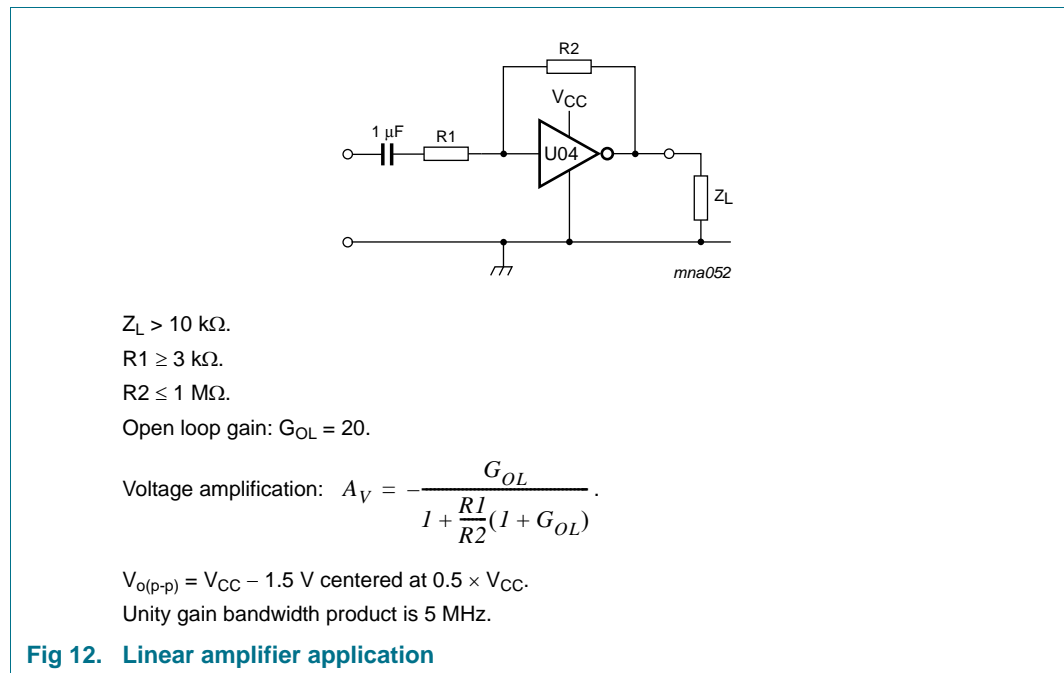 R2
VCC
1 μF
R1
U04
ZL
mna052
ZL > 10 kΩ.
R1 ≥ 3 kΩ.
R2 ≤ 1 MΩ.
Open loop gain: GOL = 20.
Voltage amplification: AV = −GOL / (1 + R1/R2 (1 + GOL)).
Vo(p-p) = VCC − 1.5 V centered at 0.5 × VCC.
Unity gain bandwidth product is 5 MHz.
Fig 12. Linear amplifier application